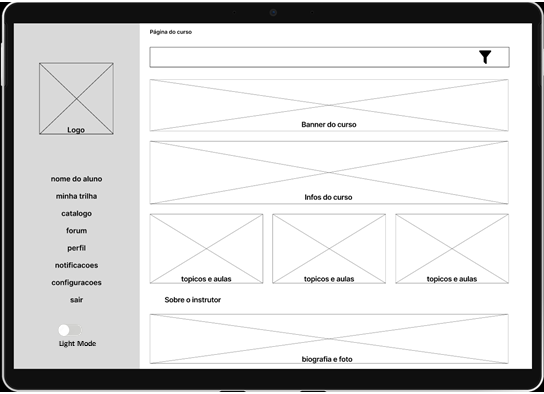 Página do curso
Logo
nome do aluno
minha trilha
catalogo
forum
perfil
notificacoes
configuracoes
sair
Light Mode
Banner do curso
Infos do curso
topicos e aulas
topicos e aulas
topicos e aulas
Sobre o instrutor
biografia e foto